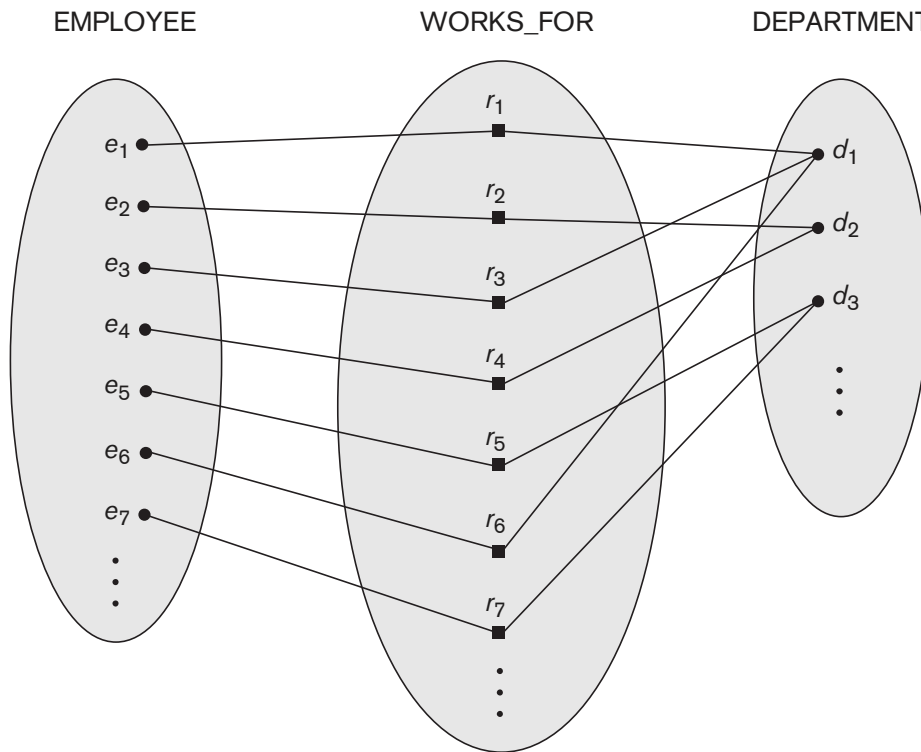 EMPLOYEE WORKS_FOR DEPARTMENT
e1
e2
e3
e4
e5
e6
e7
r1
r2
r3
r4
r5
r6
r7
d1
d2
d3